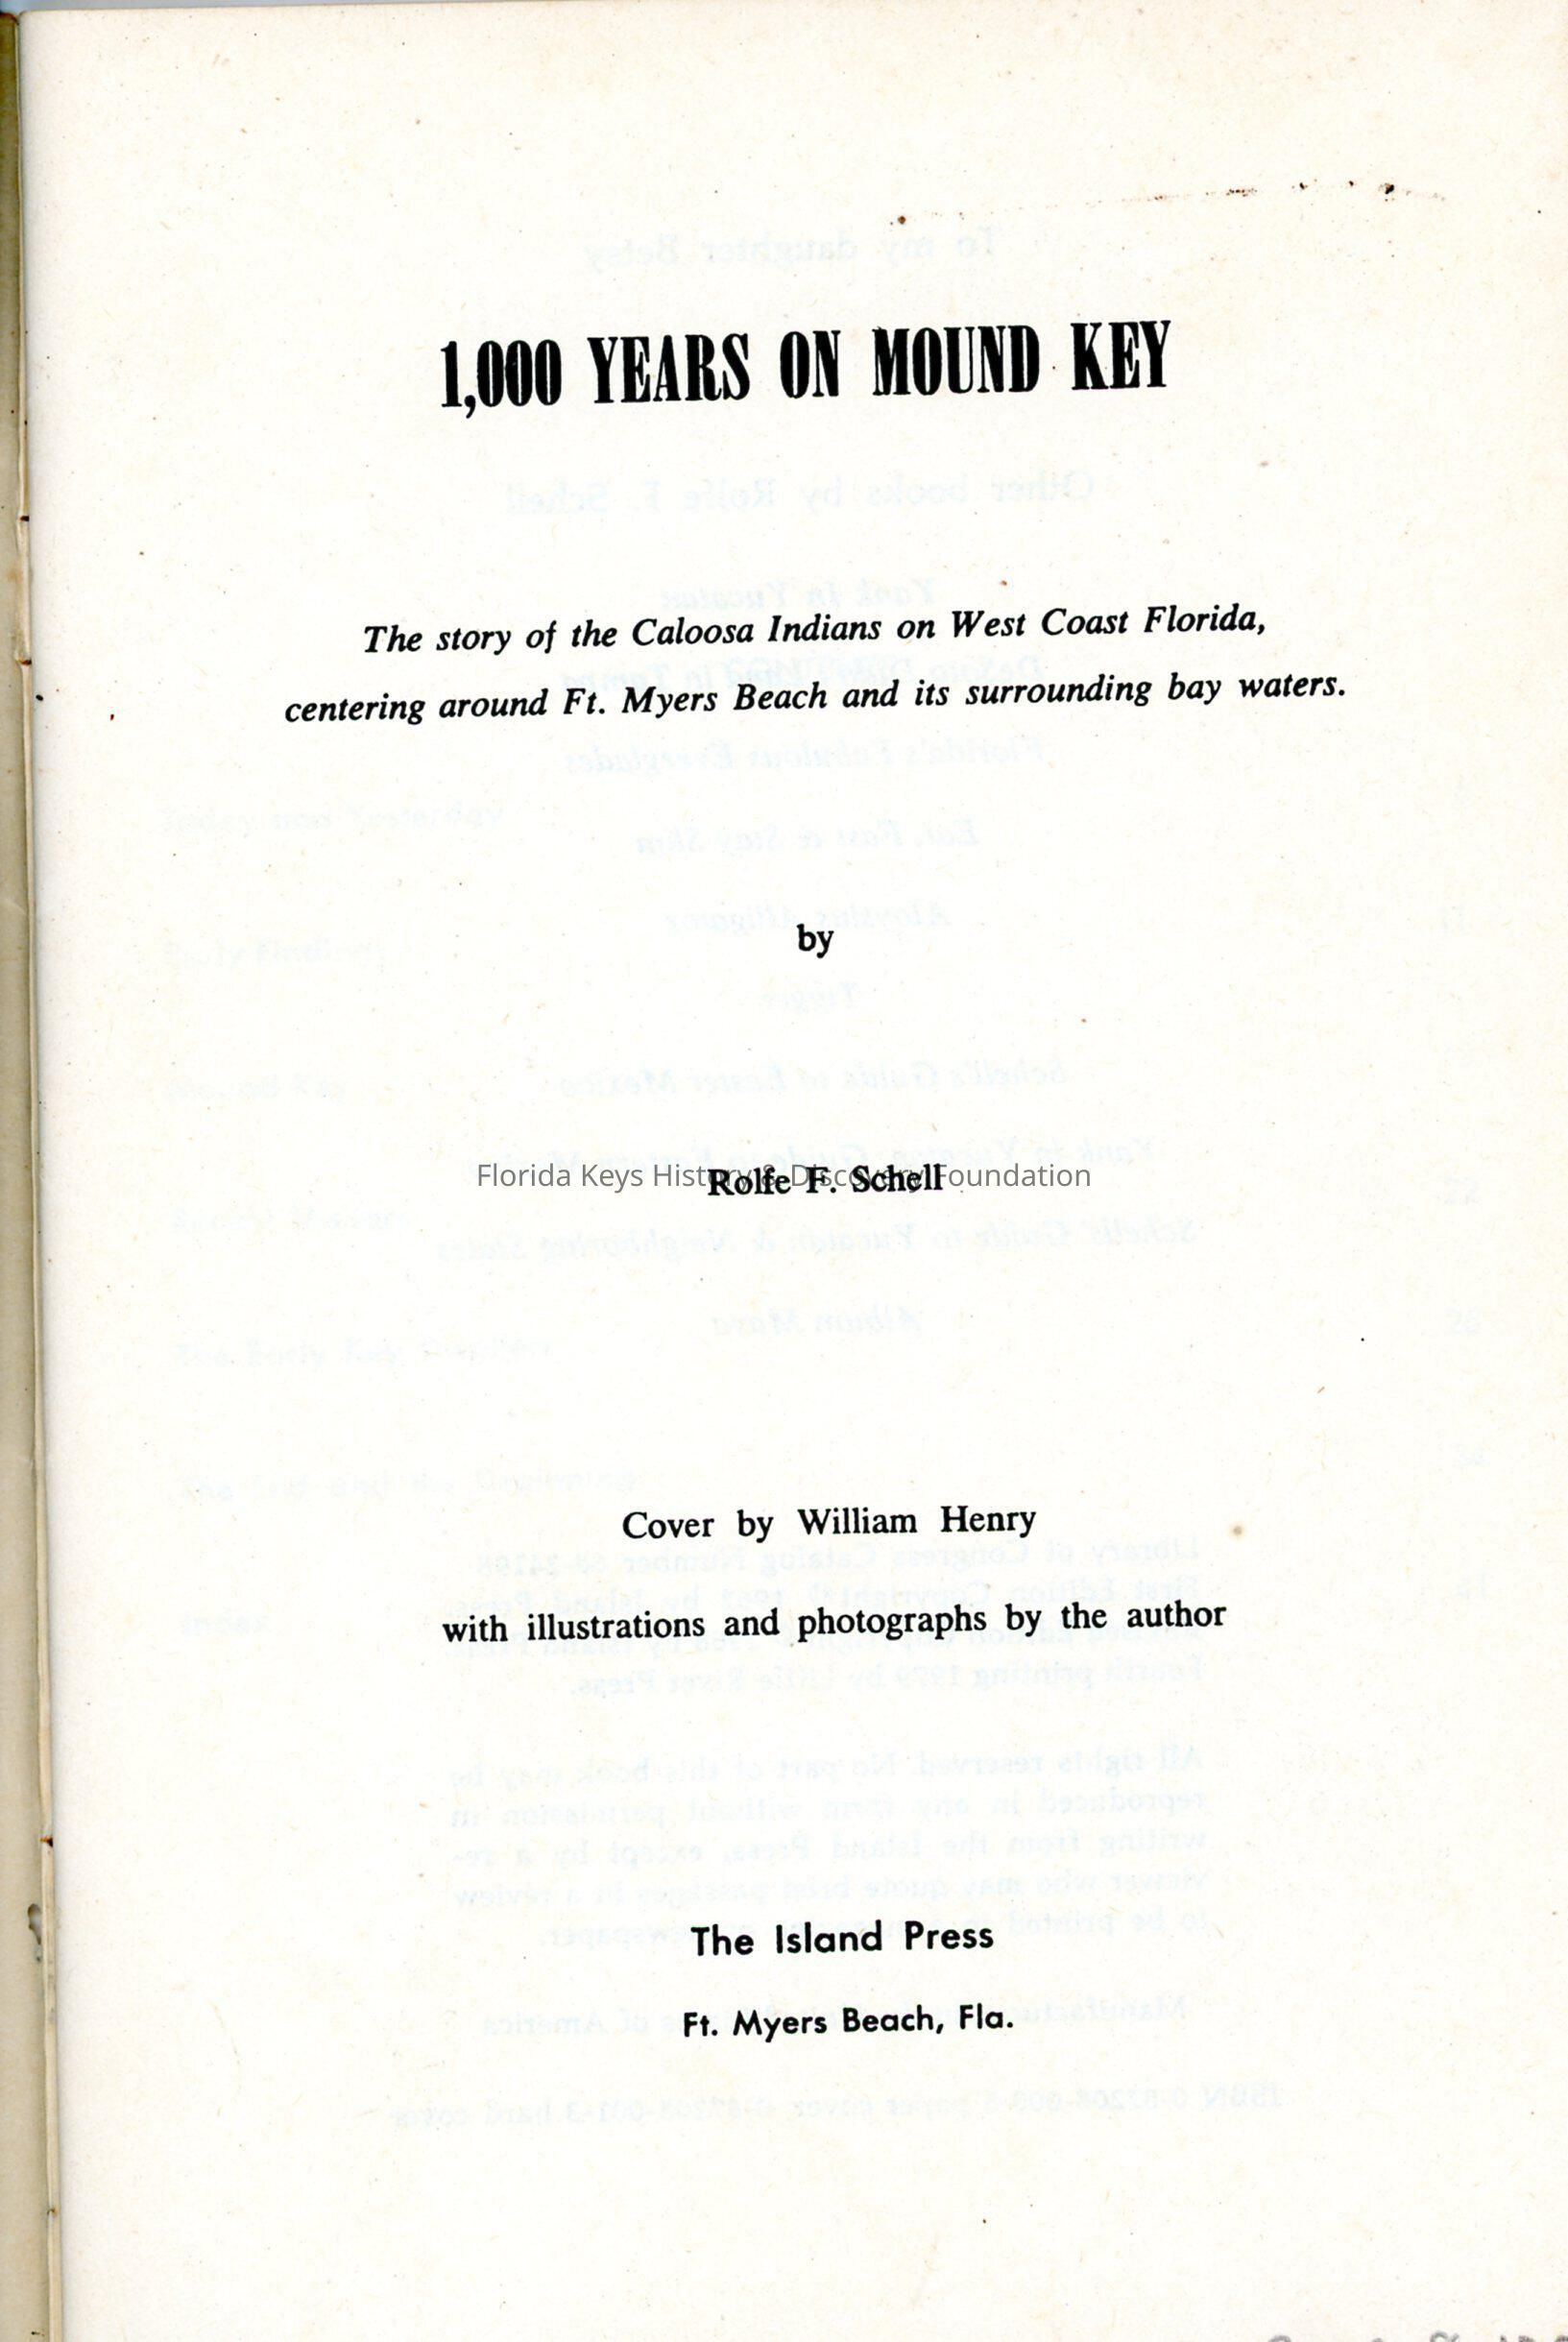 1,000 YEARS ON MOUND KEY
The story of the Caloosa Indians on West Coast Florida,
centering around Ft. Myers Beach and its surrounding bay waters.
by
Rolfe F. Schell
Florida Keys History & Discovery Foundation
Cover by William Henry
with illustrations and photographs by the author
The Island Press
Ft. Myers Beach, Fla.